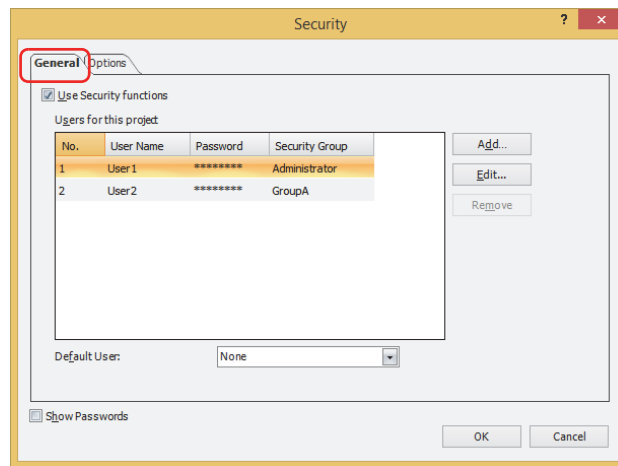 Security
?
×
General Options
Use Security functions
Users for this project
No. User Name Password Security Group
1 User1 ******** Administrator
2 User2 ******** GroupA
Add...
Edit...
Remove
Default User: None
Show Passwords
OK Cancel